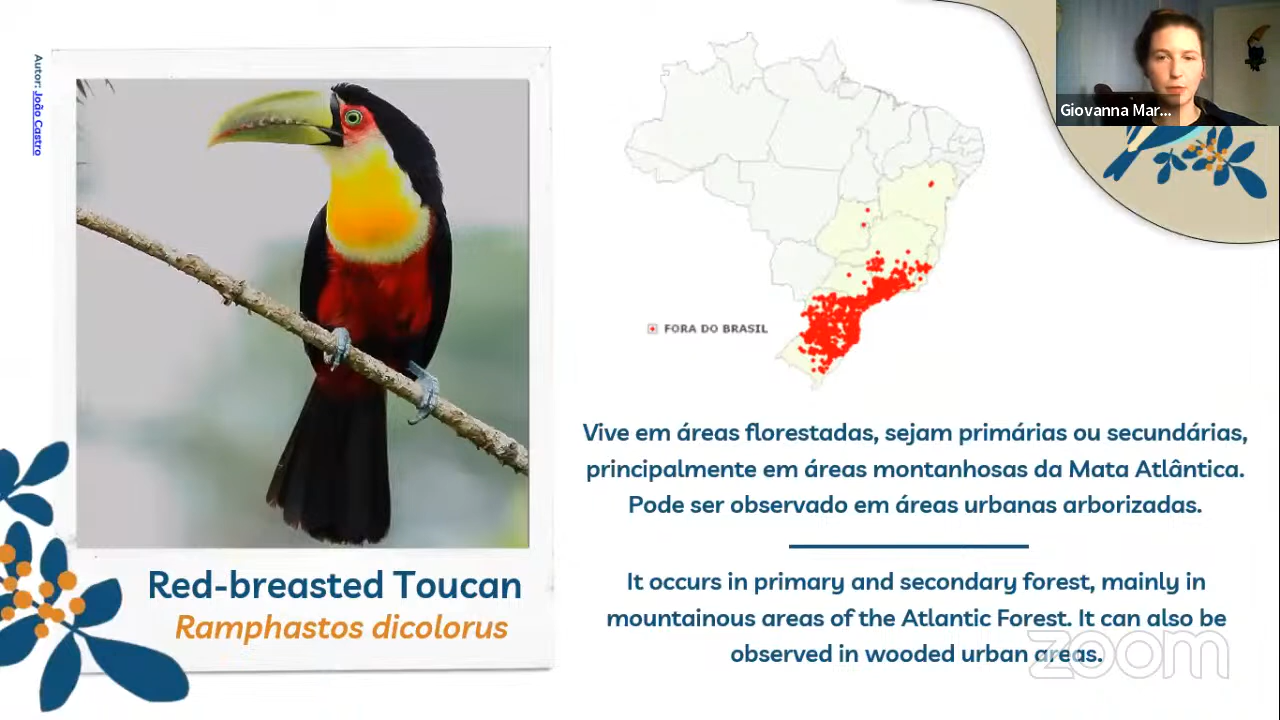 Autor: João Castro
Giovanna Mar...
FORA DO BRASIL
Vive em áreas florestadas, sejam primárias ou secundárias,
principalmente em áreas montanhosas da Mata Atlântica.
Pode ser observado em áreas urbanas arborizadas.
Red-breasted Toucan
Ramphastos dicolorus
It occurs in primary and secondary forest, mainly in
mountainous areas of the Atlantic Forest. It can also be
observed in wooded urban areas.
zoom